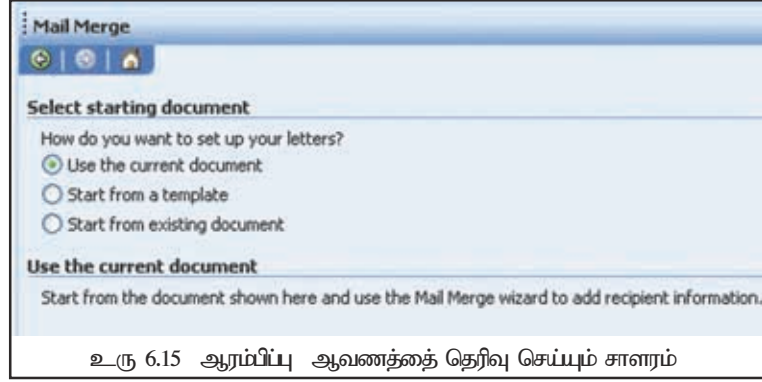 Mail Merge
Select starting document
How do you want to set up your letters?
Use the current document
Start from a template
Start from existing document
Use the current document
Start from the document shown here and use the Mail Merge wizard to add recipient information.
உரு 6.15 ஆரம்பிப்பு ஆவணத்தைத் தெரிவு செய்யும் சாளரம்